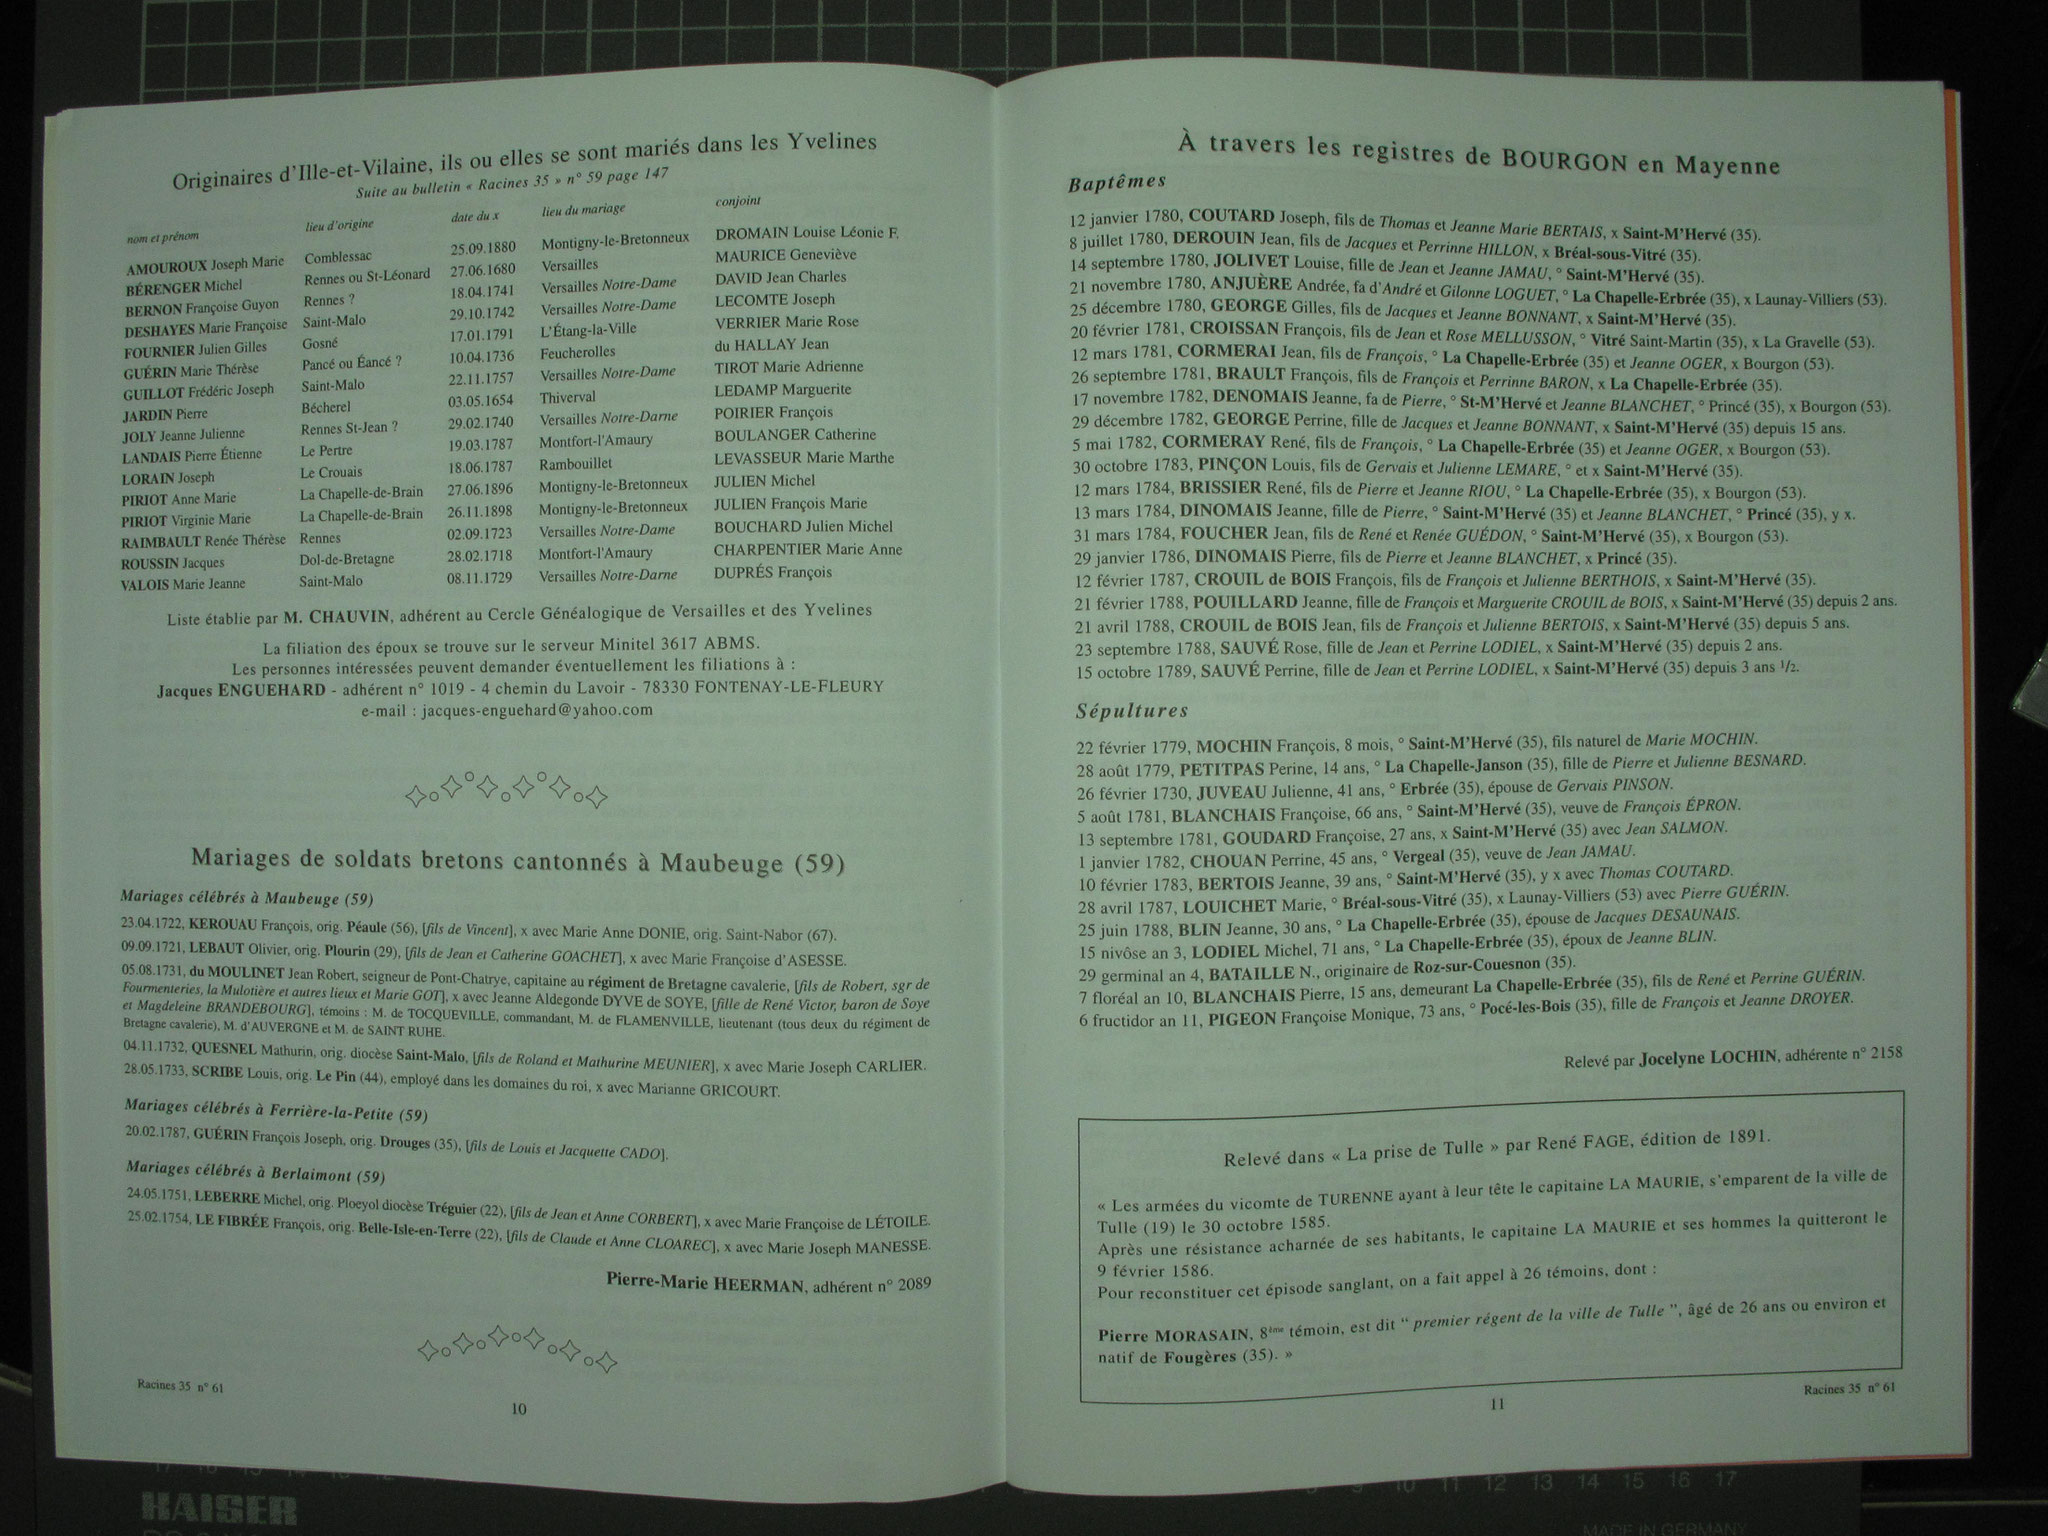 Originaires d'Ille-et-Vilaine, ils ou elles se sont mariés dans les Yvelines
Suite au bulletin « Racines 35 » n° 59 page 147
nom et prénom lieu d'origine date du x lieu du mariage conjoint
AMOUROUX Joseph Marie Comblessac 25.09.1880 Montigny-le-Bretonneux DROMAIN Louise Léonie F.
BÉRENGER Michel Rennes ou St-Léonard 27.06.1680 Versailles MAURICE Geneviève
BERNON Françoise Guyon Rennes ? 18.04.1741 Versailles Notre-Dame DAVID Jean Charles
DESHAYES Marie Françoise Saint-Malo 29.10.1742 Versailles Notre-Dame LECOMTE Joseph
FOURNIER Julien Gilles Gosné 17.01.1791 L'Étang-la-Ville VERRIER Marie Rose
GUÉRIN Marie Thérèse Pancé ou Éancé ? 10.04.1736 Feucherolles du HALLAY Jean
GUILLOT Frédéric Joseph Saint-Malo 22.11.1757 Versailles Notre-Dame TIROT Marie Adrienne
JARDIN Pierre Bécherel 03.05.1654 Thiverval LEDAMP Marguerite
JOLY Jeanne Julienne Rennes St-Jean ? 29.02.1740 Versailles Notre-Darne POIRIER François
LANDAIS Pierre Étienne Le Pertre 19.03.1787 Montfort-l'Amaury BOULANGER Catherine
LORAIN Joseph Le Crouais 18.06.1787 Rambouillet LEVASSEUR Marie Marthe
PIRIOT Anne Marie La Chapelle-de-Brain 27.06.1896 Montigny-le-Bretonneux JULIEN Michel
PIRIOT Virginie Marie La Chapelle-de-Brain 26.11.1898 Montigny-le-Bretonneux JULIEN François Marie
RAIMBAULT Renée Thérèse Rennes 02.09.1723 Versailles Notre-Dame BOUCHARD Julien Michel
ROUSSIN Jacques Dol-de-Bretagne 28.02.1718 Montfort-l'Amaury CHARPENTIER Marie Anne
VALOIS Marie Jeanne Saint-Malo 08.11.1729 Versailles Notre-Darne DUPRÉS François
Liste établie par M. CHAUVIN, adhérent au Cercle Généalogique de Versailles et des Yvelines
La filiation des époux se trouve sur le serveur Minitel 3617 ABMS.
Les personnes intéressées peuvent demander éventuellement les filiations à :
Jacques ENGUEHARD - adhérent n° 1019 - 4 chemin du Lavoir - 78330 FONTENAY-LE-FLEURY
e-mail : jacques-enguehard@yahoo.com
Mariages de soldats bretons cantonnés à Maubeuge (59)
Mariages célébrés à Maubeuge (59)
23.04.1722, KEROUAU François, orig. Péaule (56), [fils de Vincent], x avec Marie Anne DONIE, orig. Saint-Nabor (67).
09.09.1721, LEBAUT Olivier, orig. Plourin (29), [fils de Jean et Catherine GOACHET], x avec Marie Françoise d'ASESSE.
05.08.1731, du MOULINET Jean Robert, seigneur de Pont-Chatrye, capitaine au régiment de Bretagne cavalerie, [fils de Robert, sgr de
Fourmenteries, la Mulotière et autres lieux et Marie GOT], x avec Jeanne Aldegonde DYVE de SOYE, [fille de René Victor, baron de Soye
et Magdeleine BRANDEBOURG], témoins : M. de TOCQUEVILLE, commandant, M. de FLAMENVILLE, lieutenant (tous deux du régiment de
Bretagne cavalerie), M. d'AUVERGNE et M. de SAINT RUHE.
04.11.1732, QUESNEL Mathurin, orig. diocèse Saint-Malo, [fils de Roland et Mathurine MEUNIER], x avec Marie Joseph CARLIER.
28.05.1733, SCRIBE Louis, orig. Le Pin (44), employé dans les domaines du roi, x avec Marianne GRICOURT.
Mariages célébrés à Ferrière-la-Petite (59)
20.02.1787, GUÉRIN François Joseph, orig. Drouges (35), [fils de Louis et Jacquette CADO].
Mariages célébrés à Berlaimont (59)
24.05.1751, LEBERRE Michel, orig. Ploeyol diocèse Tréguier (22), [fils de Jean et Anne CORBERT], x avec Marie Françoise de LÉTOILE.
25.02.1754, LE FIBRÉE François, orig. Belle-Isle-en-Terre (22), [fils de Claude et Anne CLOAREC], x avec Marie Joseph MANESSE.
Pierre-Marie HEERMAN, adhérent n° 2089
Racines 35 n° 61
10
À travers les registres de BOURGON en Mayenne
Baptêmes
12 janvier 1780, COUTARD Joseph, fils de Thomas et Jeanne Marie BERTAIS, x Saint-M'Hervé (35).
8 juillet 1780, DEROUIN Jean, fils de Jacques et Perrinne HILLON, x Bréal-sous-Vitré (35).
14 septembre 1780, JOLIVET Louise, fille de Jean et Jeanne JAMAU, ° Saint-M'Hervé (35).
21 novembre 1780, ANJUÈRE Andrée, fa d'André et Gilonne LOGUET, ° La Chapelle-Erbrée (35), x Launay-Villiers (53).
25 décembre 1780, GEORGE Gilles, fils de Jacques et Jeanne BONNANT, x Saint-M'Hervé (35).
20 février 1781, CROISSAN François, fils de Jean et Rose MELLUSSON, ° Vitré Saint-Martin (35), x La Gravelle (53).
12 mars 1781, CORMERAI Jean, fils de François, ° La Chapelle-Erbrée (35) et Jeanne OGER, x Bourgon (53).
26 septembre 1781, BRAULT François, fils de François et Perrinne BARON, x La Chapelle-Erbrée (35).
17 novembre 1782, DENOMAIS Jeanne, fa de Pierre, ° St-M'Hervé et Jeanne BLANCHET, ° Princé (35), x Bourgon (53).
29 décembre 1782, GEORGE Perrine, fille de Jacques et Jeanne BONNANT, x Saint-M'Hervé (35) depuis 15 ans.
5 mai 1782, CORMERAY René, fils de François, ° La Chapelle-Erbrée (35) et Jeanne OGER, x Bourgon (53).
30 octobre 1783, PINÇON Louis, fils de Gervais et Julienne LEMARE, ° et x Saint-M'Hervé (35).
12 mars 1784, BRISSIER René, fils de Pierre et Jeanne RIOU, ° La Chapelle-Erbrée (35), x Bourgon (53).
13 mars 1784, DINOMAIS Jeanne, fille de Pierre, ° Saint-M'Hervé (35) et Jeanne BLANCHET, ° Princé (35), y x.
31 mars 1784, FOUCHER Jean, fils de René et Renée GUÉDON, ° Saint-M'Hervé (35), x Bourgon (53).
29 janvier 1786, DINOMAIS Pierre, fils de Pierre et Jeanne BLANCHET, x Princé (35).
12 février 1787, CROUIL de BOIS François, fils de François et Julienne BERTHOIS, x Saint-M'Hervé (35).
21 février 1788, POUILLARD Jeanne, fille de François et Marguerite CROUIL de BOIS, x Saint-M'Hervé (35) depuis 2 ans.
21 avril 1788, CROUIL de BOIS Jean, fils de François et Julienne BERTOIS, x Saint-M'Hervé (35) depuis 5 ans.
23 septembre 1788, SAUVÉ Rose, fille de Jean et Perrine LODIEL, x Saint-M'Hervé (35) depuis 2 ans.
15 octobre 1789, SAUVÉ Perrine, fille de Jean et Perrine LODIEL, x Saint-M'Hervé (35) depuis 3 ans 1/2.
Sépultures
22 février 1779, MOCHIN François, 8 mois, ° Saint-M'Hervé (35), fils naturel de Marie MOCHIN.
28 août 1779, PETITPAS Perine, 14 ans, ° La Chapelle-Janson (35), fille de Pierre et Julienne BESNARD.
26 février 1730, JUVEAU Julienne, 41 ans, ° Erbrée (35), épouse de Gervais PINSON.
5 août 1781, BLANCHAIS Françoise, 66 ans, ° Saint-M'Hervé (35), veuve de François ÉPRON.
13 septembre 1781, GOUDARD Françoise, 27 ans, x Saint-M'Hervé (35) avec Jean SALMON.
1 janvier 1782, CHOUAN Perrine, 45 ans, ° Vergeal (35), veuve de Jean JAMAU.
10 février 1783, BERTOIS Jeanne, 39 ans, ° Saint-M'Hervé (35), y x avec Thomas COUTARD.
28 avril 1787, LOUICHET Marie, ° Bréal-sous-Vitré (35), x Launay-Villiers (53) avec Pierre GUÉRIN.
25 juin 1788, BLIN Jeanne, 30 ans, ° La Chapelle-Erbrée (35), épouse de Jacques DESAUNAIS.
15 nivôse an 3, LODIEL Michel, 71 ans, ° La Chapelle-Erbrée (35), époux de Jeanne BLIN.
29 germinal an 4, BATAILLE N., originaire de Roz-sur-Couesnon (35).
7 floréal an 10, BLANCHAIS Pierre, 15 ans, demeurant La Chapelle-Erbrée (35), fils de René et Perrine GUÉRIN.
6 fructidor an 11, PIGEON Françoise Monique, 73 ans, ° Pocé-les-Bois (35), fille de François et Jeanne DROYER.
Relevé par Jocelyne LOCHIN, adhérente n° 2158
Relevé dans « La prise de Tulle » par René FAGE, édition de 1891.
« Les armées du vicomte de TURENNE ayant à leur tête le capitaine LA MAURIE, s'emparent de la ville de
Tulle (19) le 30 octobre 1585.
Après une résistance acharnée de ses habitants, le capitaine LA MAURIE et ses hommes la quitteront le
9 février 1586.
Pour reconstituer cet épisode sanglant, on a fait appel à 26 témoins, dont :
Pierre MORASAIN, 8ème témoin, est dit “ premier régent de la ville de Tulle ”, âgé de 26 ans ou environ et
natif de Fougères (35). »
Racines 35 n° 61
11
KAISER
10 11 12 13 14 15 16 17
MADE IN GERMANY